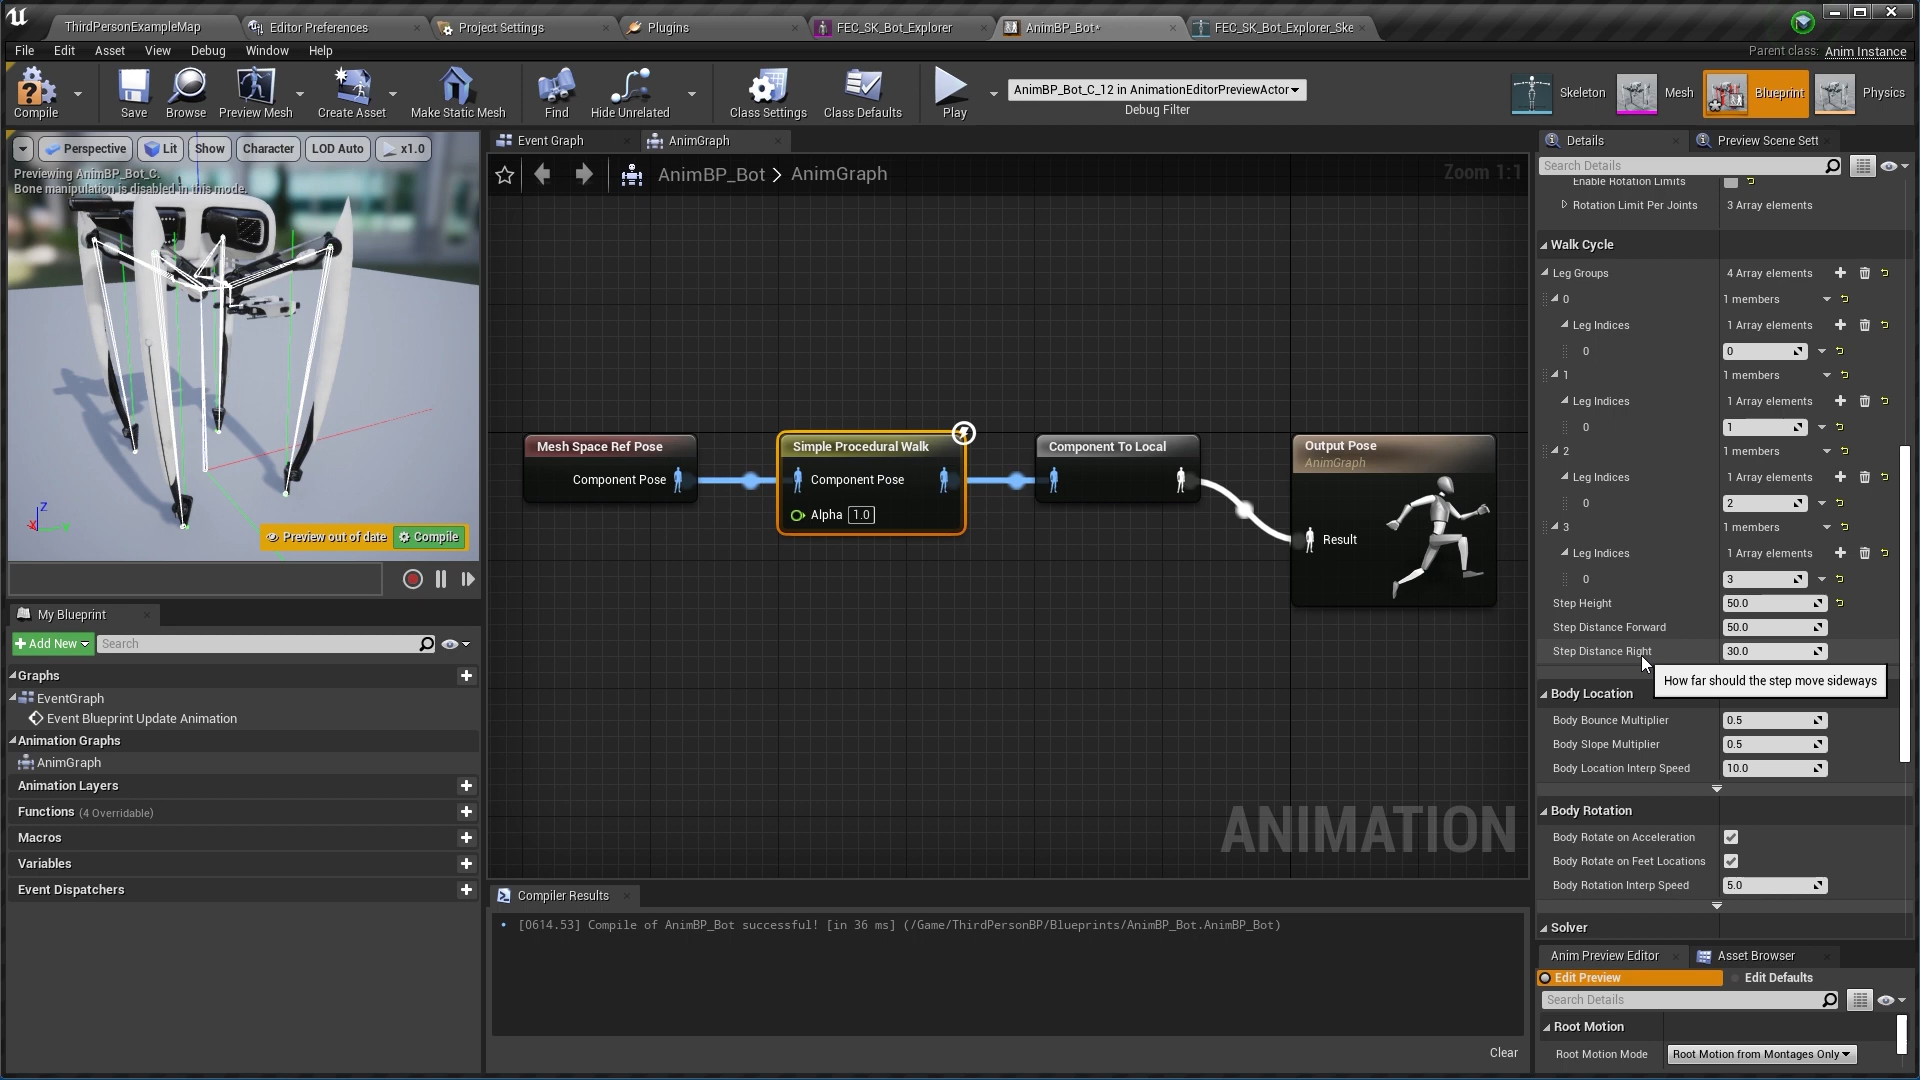 ThirdPersonExampleMap
Editor Preferences
Project Settings
Plugins
FEC_SK_Bot_Explorer
AnimBP_Bot*
FEC_SK_Bot_Explorer_Ske
File Edit Asset View Debug Window Help
Parent class: Anim Instance
Compile
Save
Browse
Preview Mesh
Create Asset
Make Static Mesh
Find
Hide Unrelated
Class Settings
Class Defaults
Play
AnimBP_Bot_C_12 in AnimationEditorPreviewActor
Debug Filter
Skeleton
Mesh
Blueprint
Physics
Perspective
Lit
Show
Character
LOD Auto
x1.0
Previewing AnimBP_Bot_C.
Bone manipulation is disabled in this mode.
Z
Preview out of date
Compile
My Blueprint
Add New
Search
Graphs
EventGraph
Event Blueprint Update Animation
Animation Graphs
AnimGraph
Animation Layers
Functions (4 Overridable)
Macros
Variables
Event Dispatchers
Event Graph
AnimGraph
AnimBP_Bot > AnimGraph
Zoom 1:1
Mesh Space Ref Pose
Component Pose
Simple Procedural Walk
Component Pose
Alpha 1.0
Component To Local
Output Pose
AnimGraph
Result
ANIMATION
Compiler Results
[0614.53] Compile of AnimBP_Bot successful! [in 36 ms] (/Game/ThirdPersonBP/Blueprints/AnimBP_Bot.AnimBP_Bot)
Clear
Details
Preview Scene Sett
Search Details
Enable Rotation Limits
Rotation Limit Per Joints 3 Array elements
Walk Cycle
Leg Groups 4 Array elements
0 1 members
Leg Indices 1 Array elements
0 0
1 1 members
Leg Indices 1 Array elements
0 1
2 1 members
Leg Indices 1 Array elements
0 2
3 1 members
Leg Indices 1 Array elements
0 3
Step Height 50.0
Step Distance Forward 50.0
Step Distance Right 30.0
How far should the step move sideways
Body Location
Body Bounce Multiplier 0.5
Body Slope Multiplier 0.5
Body Location Interp Speed 10.0
Body Rotation
Body Rotate on Acceleration
Body Rotate on Feet Locations
Body Rotation Interp Speed 5.0
Solver
Anim Preview Editor
Asset Browser
Edit Preview
Edit Defaults
Search Details
Root Motion
Root Motion Mode Root Motion from Montages Only